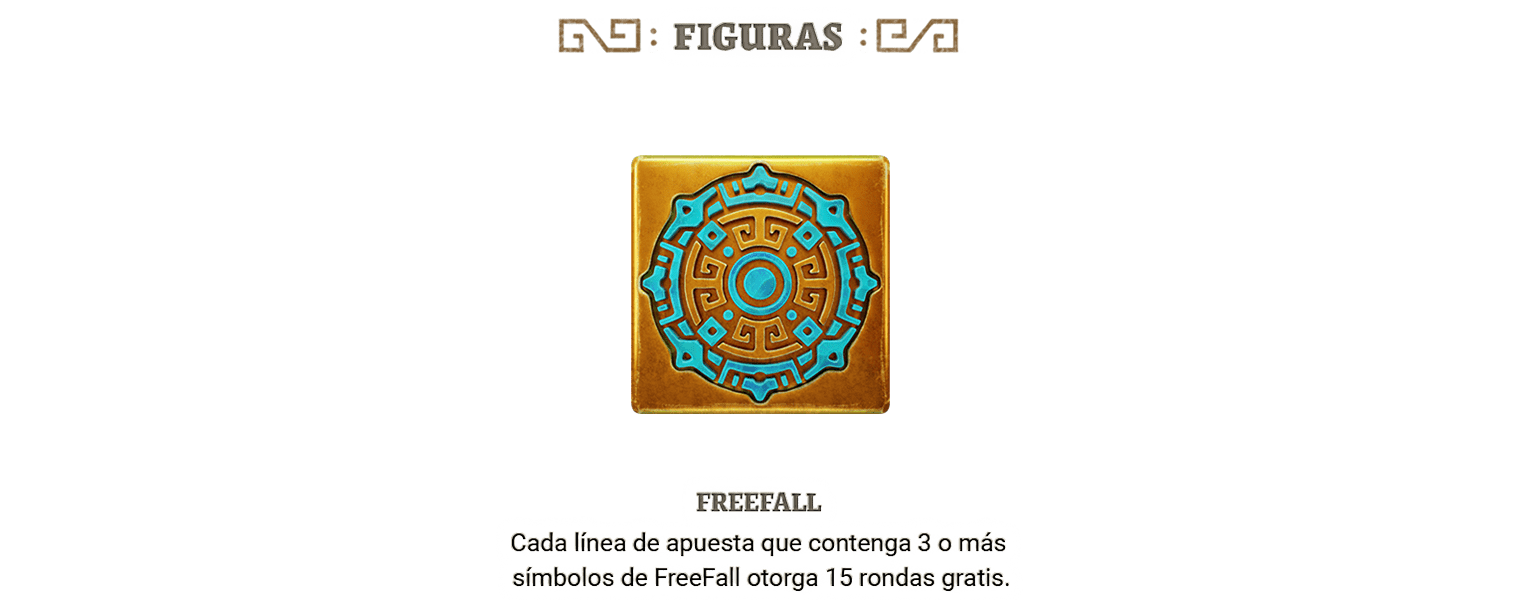 FIGURAS
FREEFALL
Cada línea de apuesta que contenga 3 o más
símbolos de FreeFall otorga 15 rondas gratis.